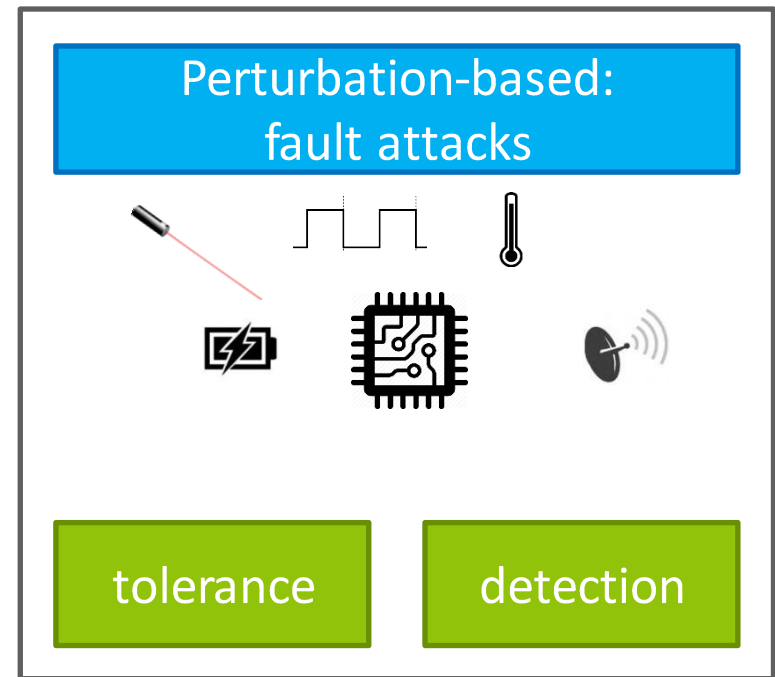 Perturbation-based:
fault attacks
tolerance
detection